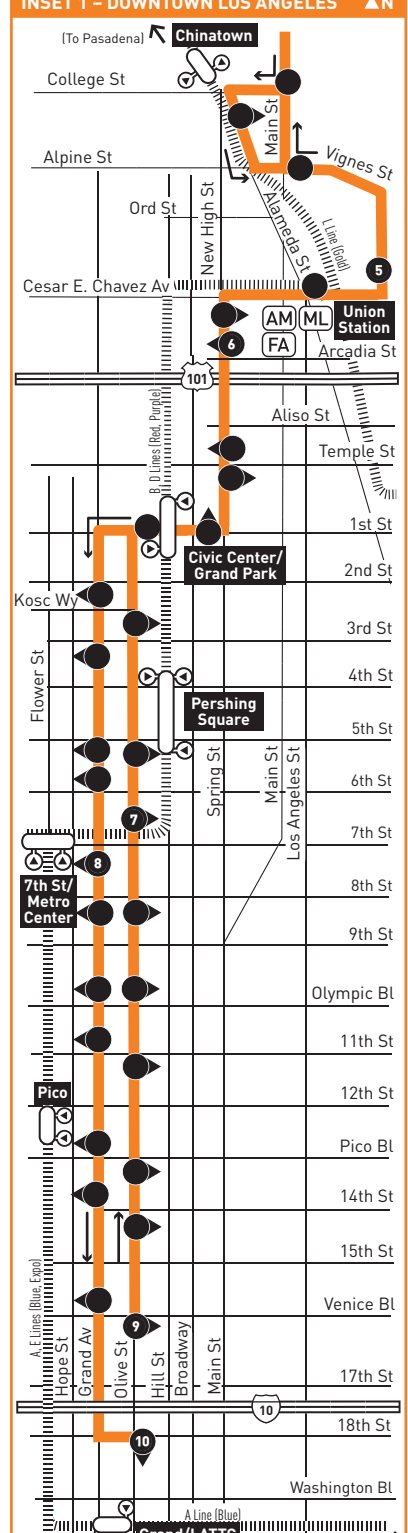 INSET 1 – DOWNTOWN LOS ANGELES ▲N
(To Pasadena)
Chinatown
College St
Main St
Alpine St
Vignes St
Ord St
New High St
Alameda St
L Line (Gold)
5
Cesar E. Chavez Av
Union
Station
AM
ML
FA
6
Arcadia St
101
B, D Lines (Red, Purple)
Aliso St
Temple St
1st St
Civic Center/
Grand Park
2nd St
Kosc Wy
3rd St
Flower St
4th St
Pershing
Square
5th St
Spring St
Main St
Los Angeles St
6th St
7
7th St
8
7th St/
Metro
Center
8th St
9th St
Olympic Bl
11th St
12th St
Pico
Pico Bl
14th St
15th St
A, E Lines (Blue, Expo)
Venice Bl
9
Hope St
Grand Av
Olive St
Hill St
Broadway
Main St
17th St
10
18th St
10
Washington Bl
A Line (Blue)
Grand/LATTC